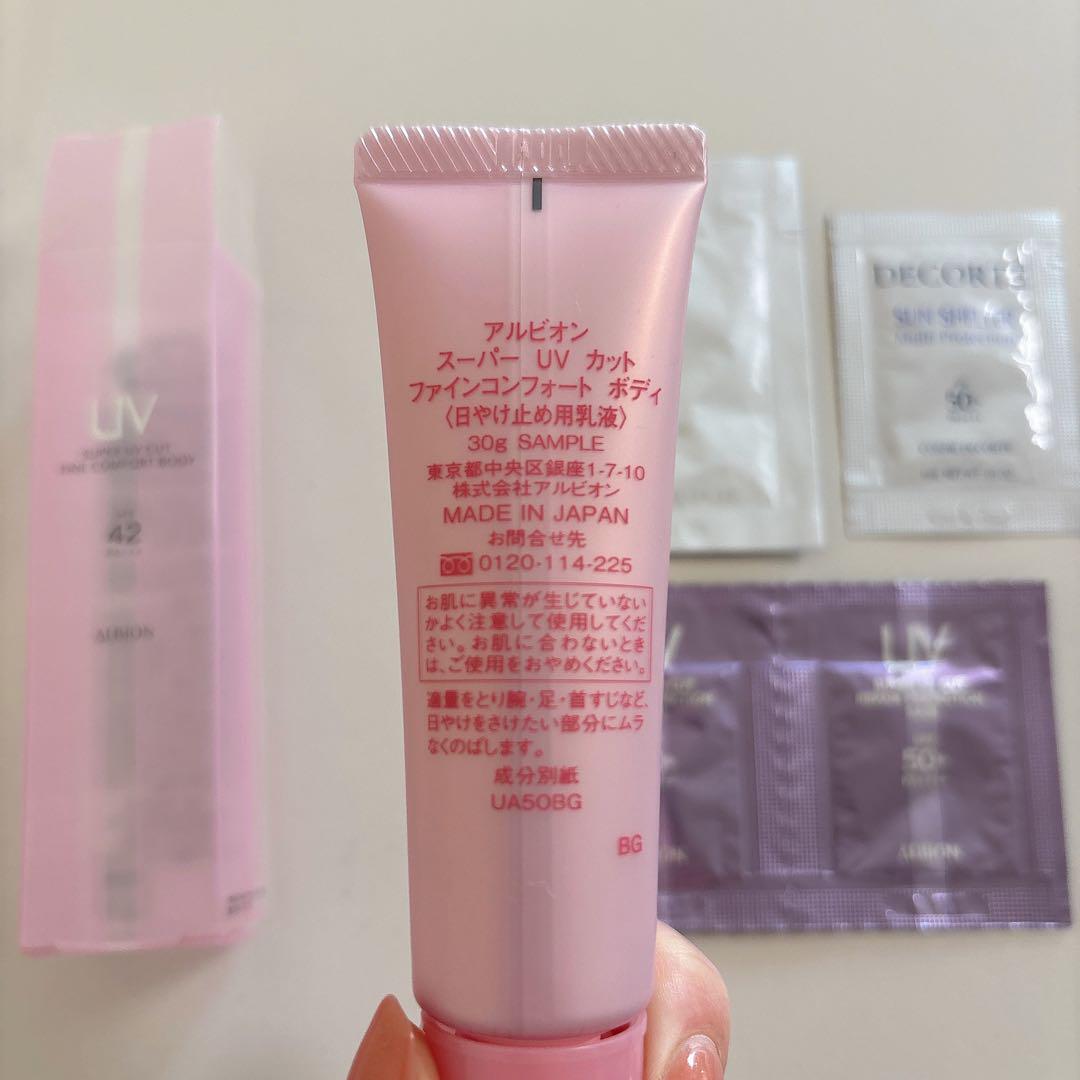 アルビオン
スーパー UV カット
ファインコンフォート ボディ
〈日やけ止め用乳液〉
30g SAMPLE
東京都中央区銀座1-7-10
株式会社アルビオン
MADE IN JAPAN
お問合せ先
0120-114-225
お肌に異常が生じていない
かよく注意して使用してくだ
さい。お肌に合わないとき
は、ご使用をおやめください。
適量をとり腕・足・首すじなど、
日やけをさけたい部分にムラ
なくのばします。
成分別紙
UA50BG
BG
UV
SUPER UV CUT
FINE COMFORT BODY
42
ALBION
DECORTE
SUN SHELTER
Multi Protection
50+
UV
50+
ALBION